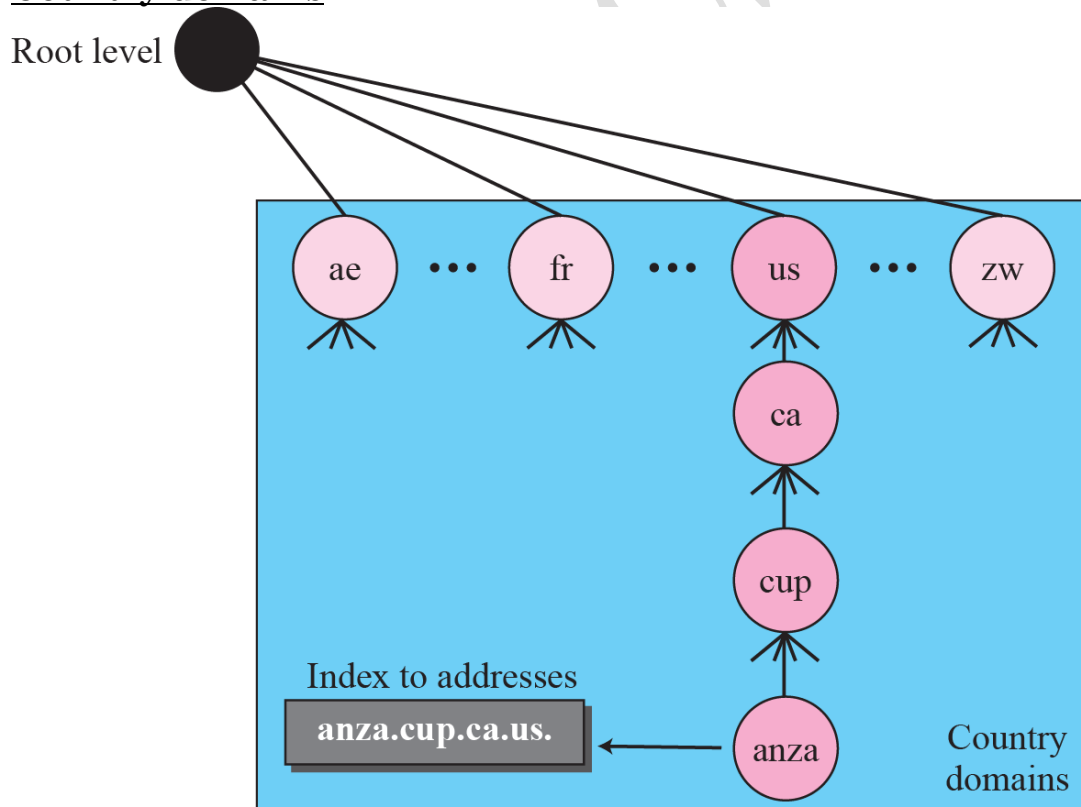 Root level
ae ••• fr ••• us ••• zw
ca
cup
Index to addresses
anza.cup.ca.us.
anza
Country
domains